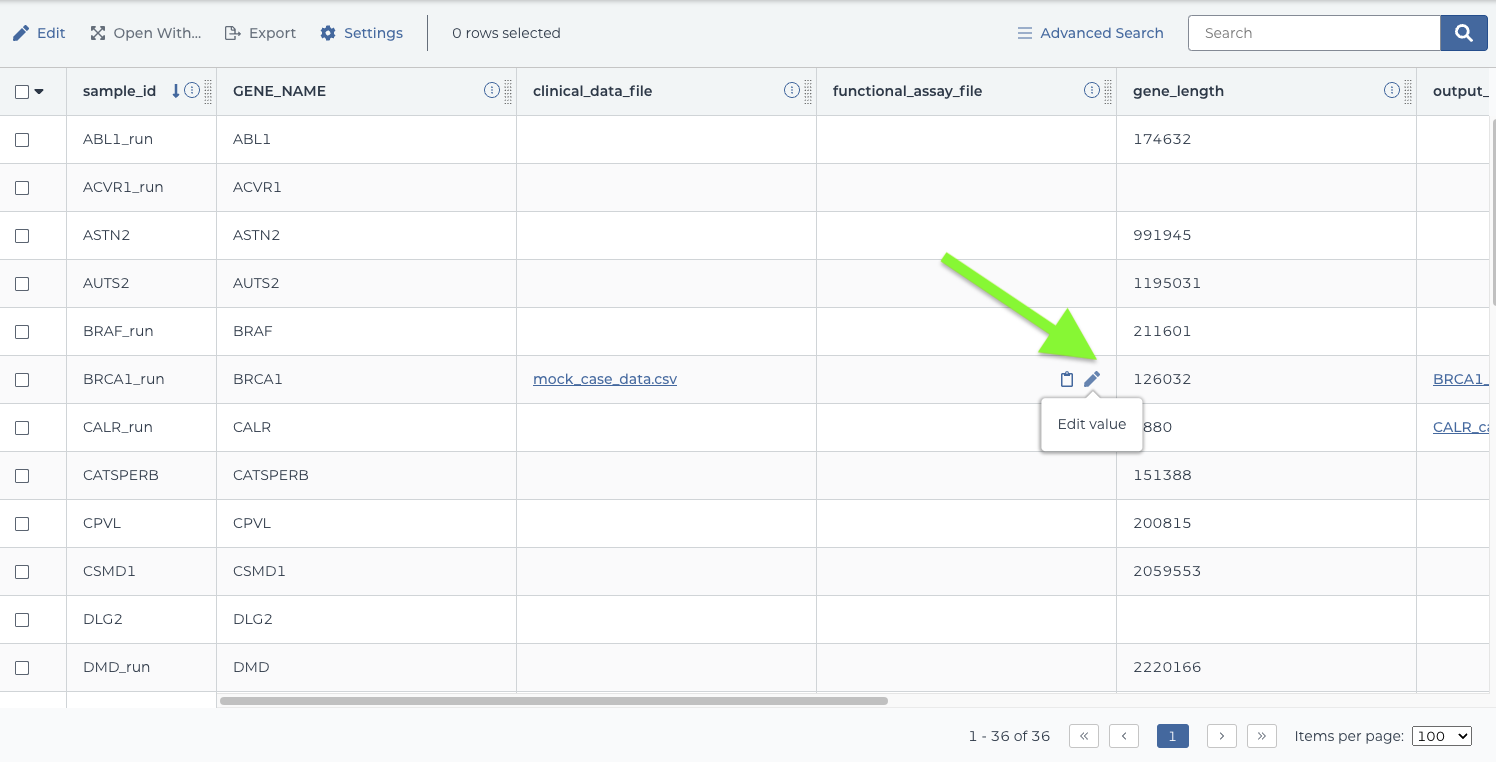 Edit Open With... Export Settings 0 rows selected Advanced Search Search
sample_id GENE_NAME clinical_data_file functional_assay_file gene_length output_
ABL1_run ABL1 174632
ACVR1_run ACVR1
ASTN2 ASTN2 991945
AUTS2 AUTS2 1195031
BRAF_run BRAF 211601
BRCA1_run BRCA1 mock_case_data.csv 126032 BRCA1_
Edit value
CALR_run CALR 880 CALR_ca
CATSPERB CATSPERB 151388
CPVL CPVL 200815
CSMD1 CSMD1 2059553
DLG2 DLG2
DMD_run DMD 2220166
1 - 36 of 36 « ‹ 1 › » Items per page: 100